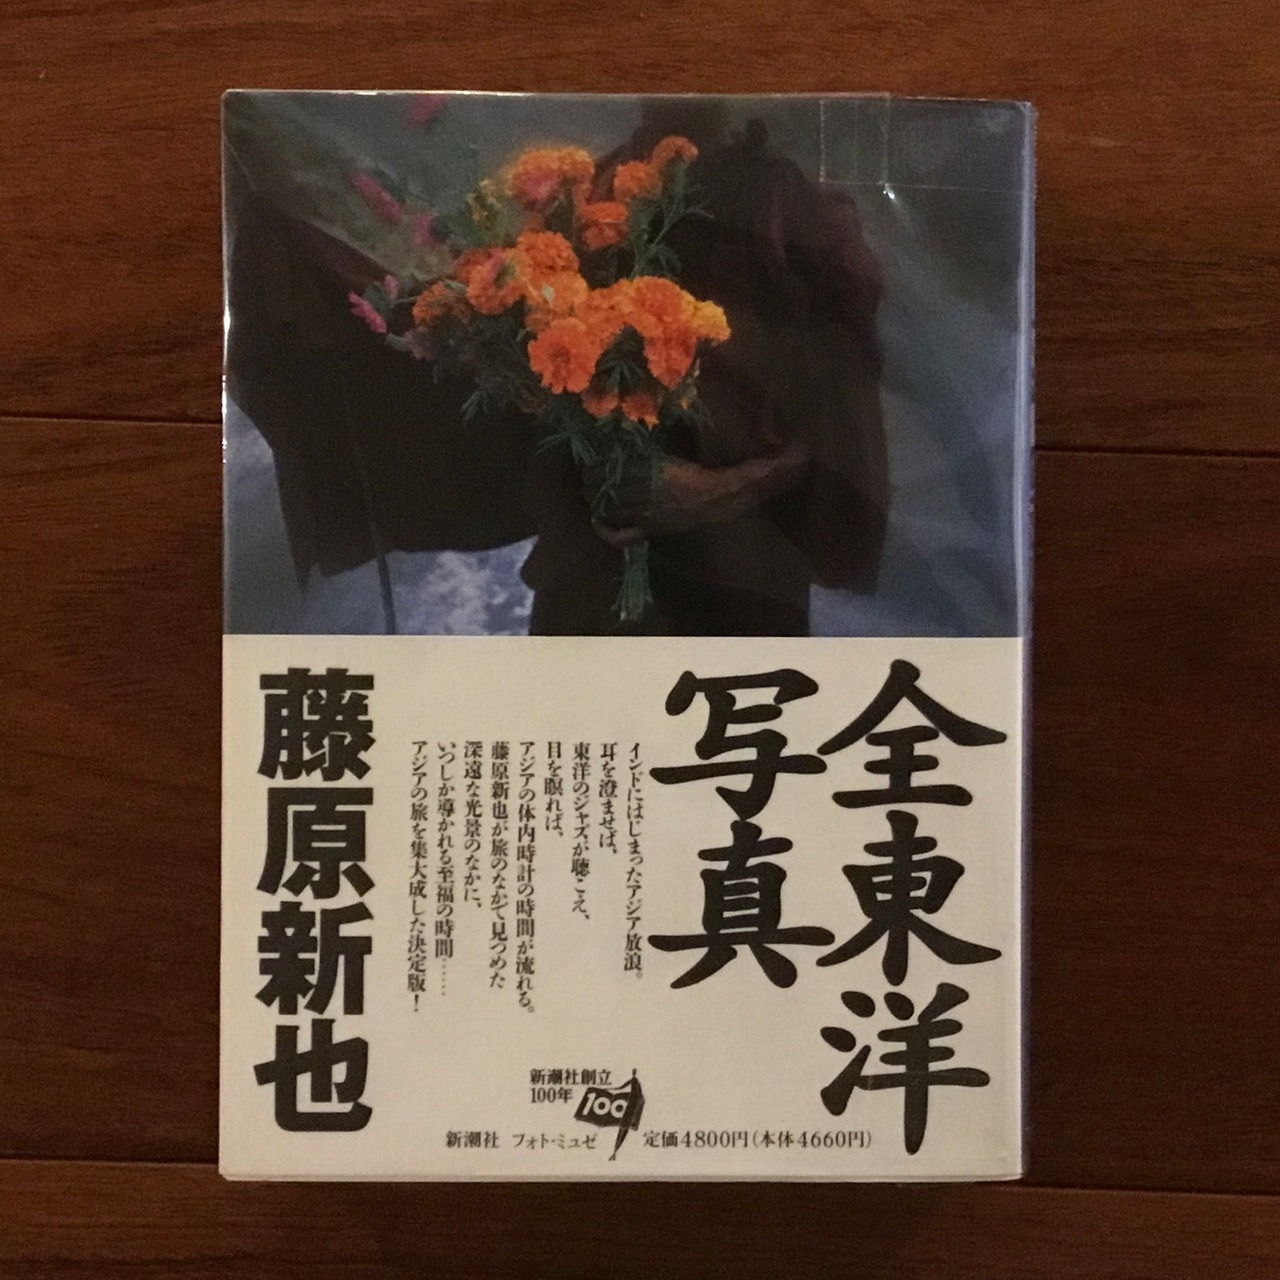 全東洋
写真
インドにはじまったアジア放浪。
耳を澄ませば、
東洋のジャズが聴こえ、
目を瞑れば、
アジアの体内時計の時間が流れる。
藤原新也が旅のなかで見つめた
深遠な光景のなかに、
いつしか導かれる至福の時間……
アジアの旅を集大成した決定版！
藤原新也
新潮社創立
100年
100
新潮社 フォト・ミュゼ
定価4800円(本体4660円)